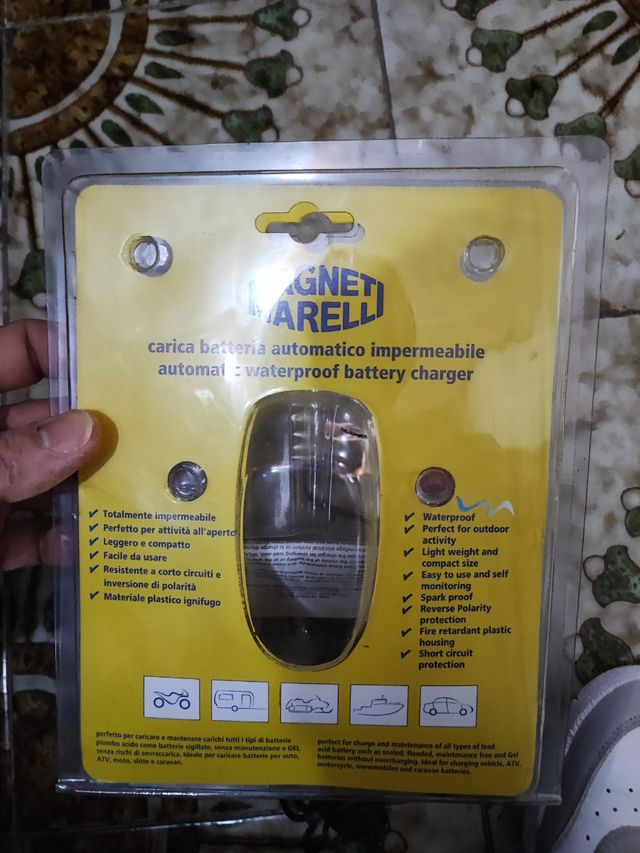 MAGNETI
MARELLI
carica batteria automatico impermeabile
automatic waterproof battery charger
✔ Totalmente impermeabile
✔ Perfetto per attività all'aperto
✔ Leggero e compatto
✔ Facile da usare
✔ Resistente a corto circuiti e
inversione di polarità
✔ Materiale plastico ignifugo
✔ Waterproof
✔ Perfect for outdoor
activity
✔ Light weight and
compact size
✔ Easy to use and self
monitoring
✔ Spark proof
✔ Reverse Polarity
protection
✔ Fire retardant plastic
housing
✔ Short circuit
protection
perfetto per caricare e mantenere carichi tutti i tipi di batterie
piombo acido come batterie sigillate, senza manutenzione e GEL
senza rischi di sovraccarica. Ideale per caricare batterie per auto,
ATV, moto, slitte e caravan.
perfect for charge and maintenance of all types of lead
acid battery such as sealed, flooded, maintenance free and Gel
batteries without overcharging. Ideal for charging vehicle, ATV,
motorcycle, snowmobiles and caravan batteries.